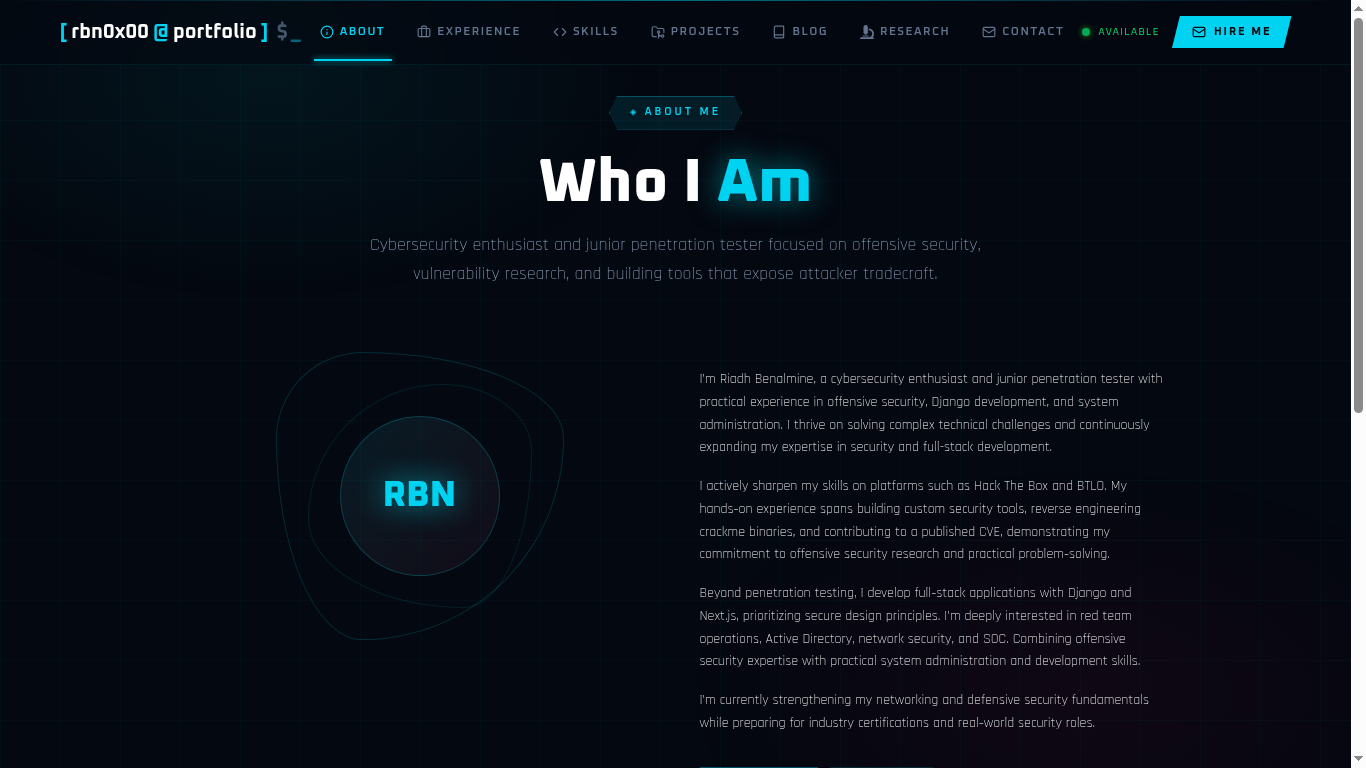 [ rbn0x00 @ portfolio ] $_
ABOUT
EXPERIENCE
SKILLS
PROJECTS
BLOG
RESEARCH
CONTACT
AVAILABLE
HIRE ME
ABOUT ME
Who I Am
Cybersecurity enthusiast and junior penetration tester focused on offensive security,
vulnerability research, and building tools that expose attacker tradecraft.
RBN
I'm Riadh Benalmine, a cybersecurity enthusiast and junior penetration tester with
practical experience in offensive security, Django development, and system
administration. I thrive on solving complex technical challenges and continuously
expanding my expertise in security and full-stack development.
I actively sharpen my skills on platforms such as Hack The Box and BTLO. My
hands-on experience spans building custom security tools, reverse engineering
crackme binaries, and contributing to a published CVE, demonstrating my
commitment to offensive security research and practical problem-solving.
Beyond penetration testing, I develop full-stack applications with Django and
Next.js, prioritizing secure design principles. I'm deeply interested in red team
operations, Active Directory, network security, and SOC. Combining offensive
security expertise with practical system administration and development skills.
I'm currently strengthening my networking and defensive security fundamentals
while preparing for industry certifications and real-world security roles.